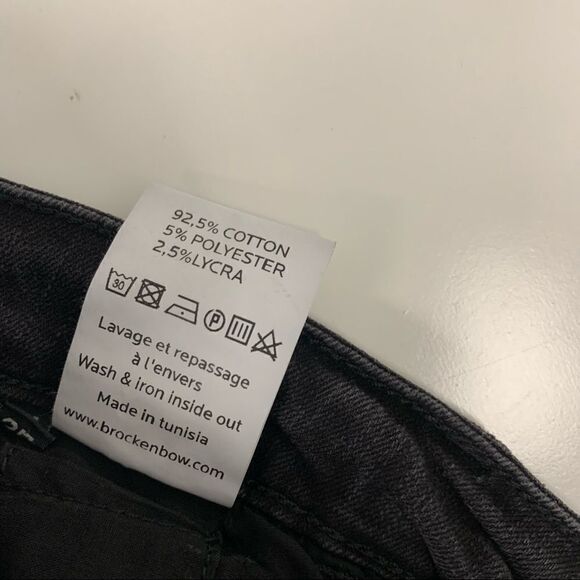 92,5% COTTON
5% POLYESTER
2,5%LYCRA
30 P
Lavage et repassage
à l'envers
Wash & iron inside out
Made in tunisia
www.brockenbow.com